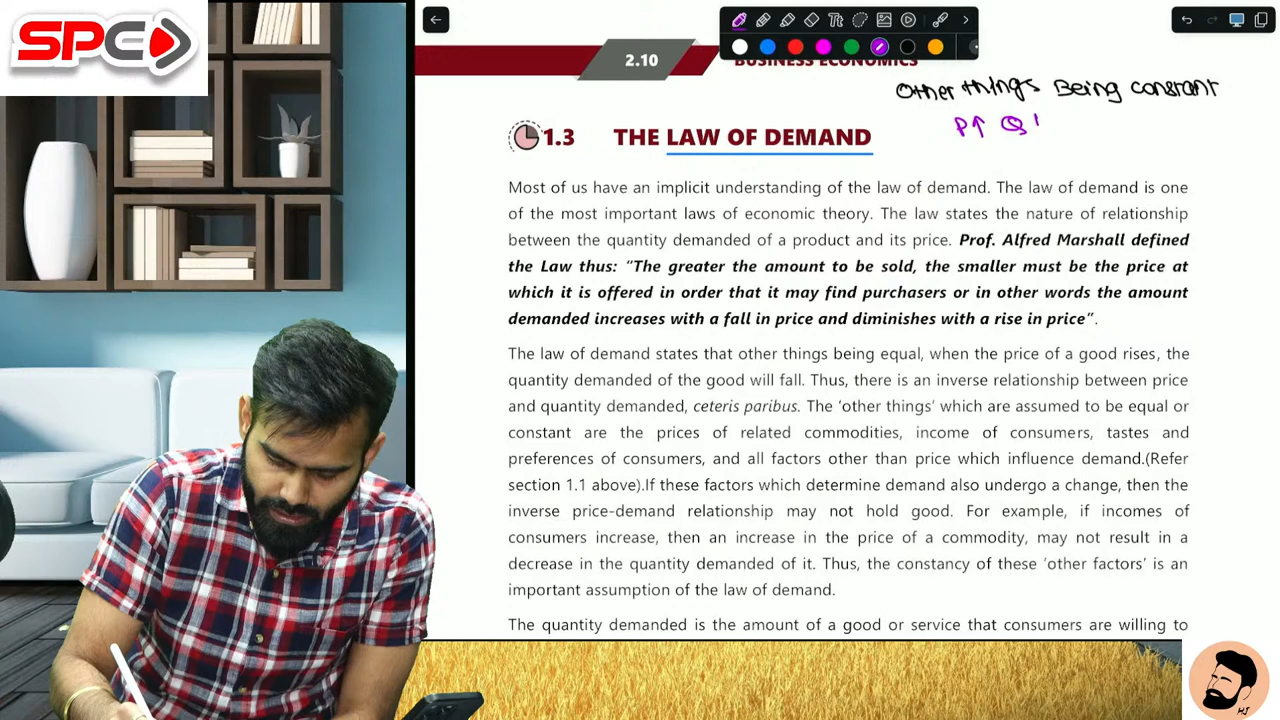 SPC
2.10
BUSINESS ECONOMICS
Other things Being constant
P↑ Q
1.3 THE LAW OF DEMAND
Most of us have an implicit understanding of the law of demand. The law of demand is one
of the most important laws of economic theory. The law states the nature of relationship
between the quantity demanded of a product and its price. Prof. Alfred Marshall defined
the Law thus: "The greater the amount to be sold, the smaller must be the price at
which it is offered in order that it may find purchasers or in other words the amount
demanded increases with a fall in price and diminishes with a rise in price".
The law of demand states that other things being equal, when the price of a good rises, the
quantity demanded of the good will fall. Thus, there is an inverse relationship between price
and quantity demanded, ceteris paribus. The 'other things' which are assumed to be equal or
constant are the prices of related commodities, income of consumers, tastes and
preferences of consumers, and all factors other than price which influence demand.(Refer
section 1.1 above).If these factors which determine demand also undergo a change, then the
inverse price-demand relationship may not hold good. For example, if incomes of
consumers increase, then an increase in the price of a commodity, may not result in a
decrease in the quantity demanded of it. Thus, the constancy of these 'other factors' is an
important assumption of the law of demand.
The quantity demanded is the amount of a good or service that consumers are willing to
HJ